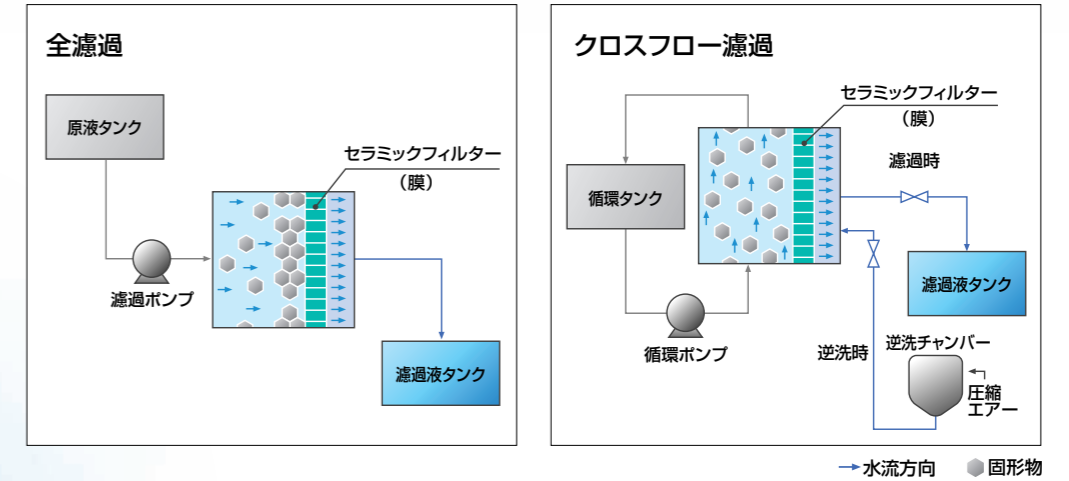 全濾過
原液タンク
セラミックフィルター
（膜）
濾過ポンプ
濾過液タンク
クロスフロー濾過
セラミックフィルター
（膜）
濾過時
循環タンク
濾過液タンク
循環ポンプ
逆洗時
逆洗チャンバー
圧縮
エアー
水流方向
固形物